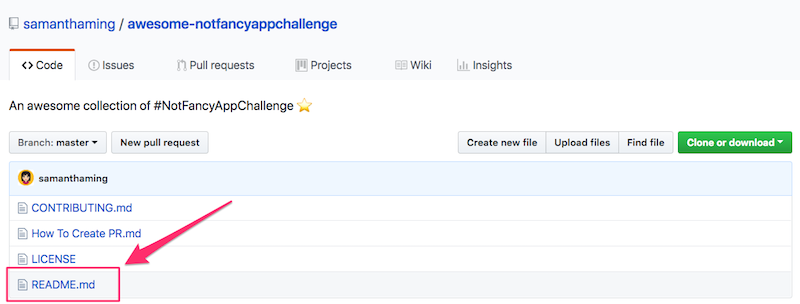 samanthaming / awesome-notfancyappchallenge
Code Issues Pull requests Projects Wiki Insights
An awesome collection of #NotFancyAppChallenge ⭐
Branch: master New pull request Create new file Upload files Find file Clone or download
samanthaming
CONTRIBUTING.md
How To Create PR.md
LICENSE
README.md